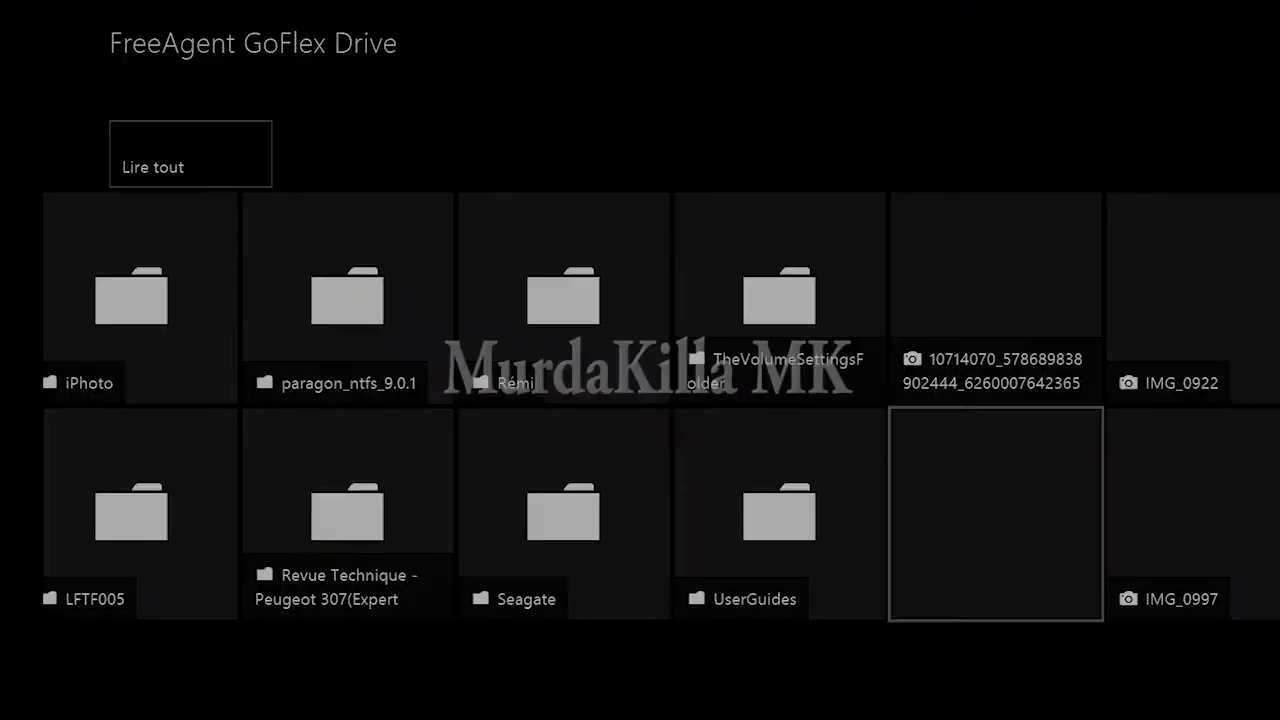 FreeAgent GoFlex Drive
Lire tout
iPhoto
paragon_ntfs_9.0.1
Rémi
TheVolumeSettingsF
older
10714070_578689838
902444_6260007642365
IMG_0922
MurdaKilla MK
LFTF005
Revue Technique -
Peugeot 307(Expert
Seagate
UserGuides
IMG_0997